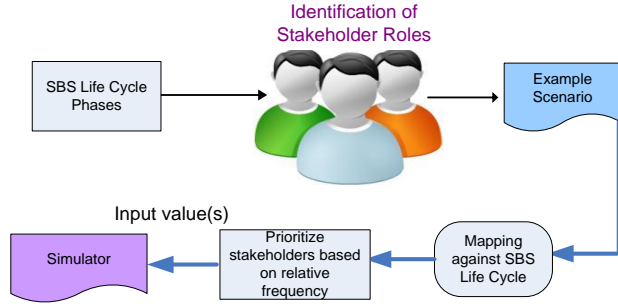 Identification of
Stakeholder Roles
SBS Life Cycle
Phases
Example
Scenario
Mapping
against SBS
Life Cycle
Prioritize
stakeholders based
on relative
frequency
Input value(s)
Simulator